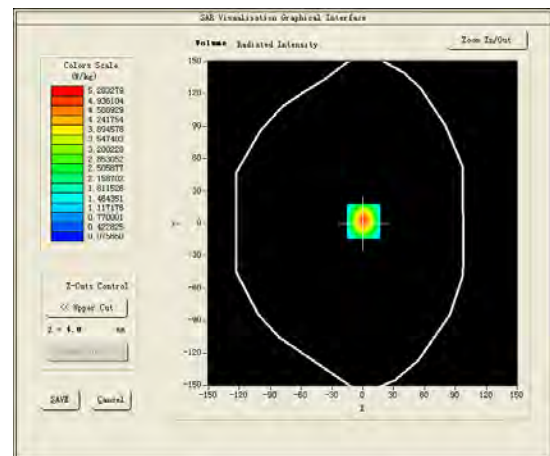 SAR Visualisation Graphical Interface
Volume Radiated Intensity
Zoom In/Out
Colors Scale
(W/kg)
5.283279
4.936104
4.588929
4.241754
3.894578
3.547403
3.200228
2.853052
2.505877
2.158702
1.811526
1.464351
1.117176
0.770001
0.422825
0.075650
150
120
90
60
30
0
-30
-60
-90
-120
-150
-150 -120 -90 -60 -30 0 30 60 90 120 150
X
Z-Cuts Control
<< Upper Cut
Z = 4.0 mm
SAVE Cancel